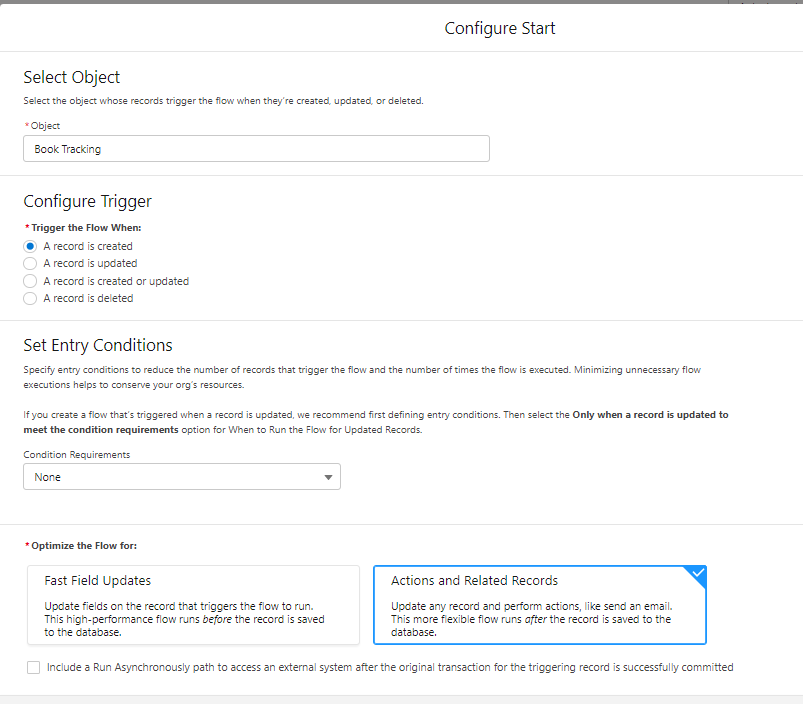 Configure Start
Select Object
Select the object whose records trigger the flow when they're created, updated, or deleted.
*Object
Book Tracking
Configure Trigger
*Trigger the Flow When:
A record is created
A record is updated
A record is created or updated
A record is deleted
Set Entry Conditions
Specify entry conditions to reduce the number of records that trigger the flow and the number of times the flow is executed. Minimizing unnecessary flow
executions helps to conserve your org's resources.
If you create a flow that's triggered when a record is updated, we recommend first defining entry conditions. Then select the Only when a record is updated to
meet the condition requirements option for When to Run the Flow for Updated Records.
Condition Requirements
None
*Optimize the Flow for:
Fast Field Updates
Update fields on the record that triggers the flow to run.
This high-performance flow runs before the record is saved
to the database.
Actions and Related Records
Update any record and perform actions, like send an email.
This more flexible flow runs after the record is saved to the
database.
Include a Run Asynchronously path to access an external system after the original transaction for the triggering record is successfully committed